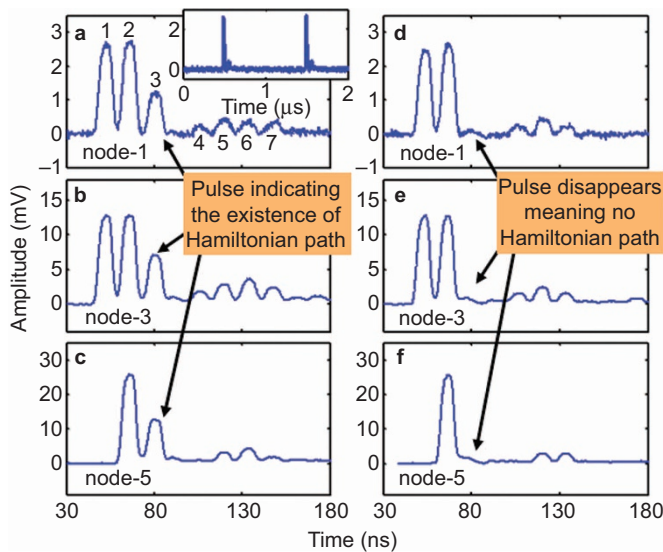 Amplitude (mV)
3
2
1
0
−1
a
1
2
3
4
5
6
7
node-1
2
0
0
1
2
Time (μs)
d
3
2
1
0
−1
node-1
Pulse indicating
the existence of
Hamiltonian path
Pulse disappears
meaning no
Hamiltonian path
b
15
10
5
0
node-3
e
15
10
5
0
node-3
c
30
20
10
0
node-5
30
80
130
180
f
30
20
10
0
node-5
30
80
130
180
Time (ns)